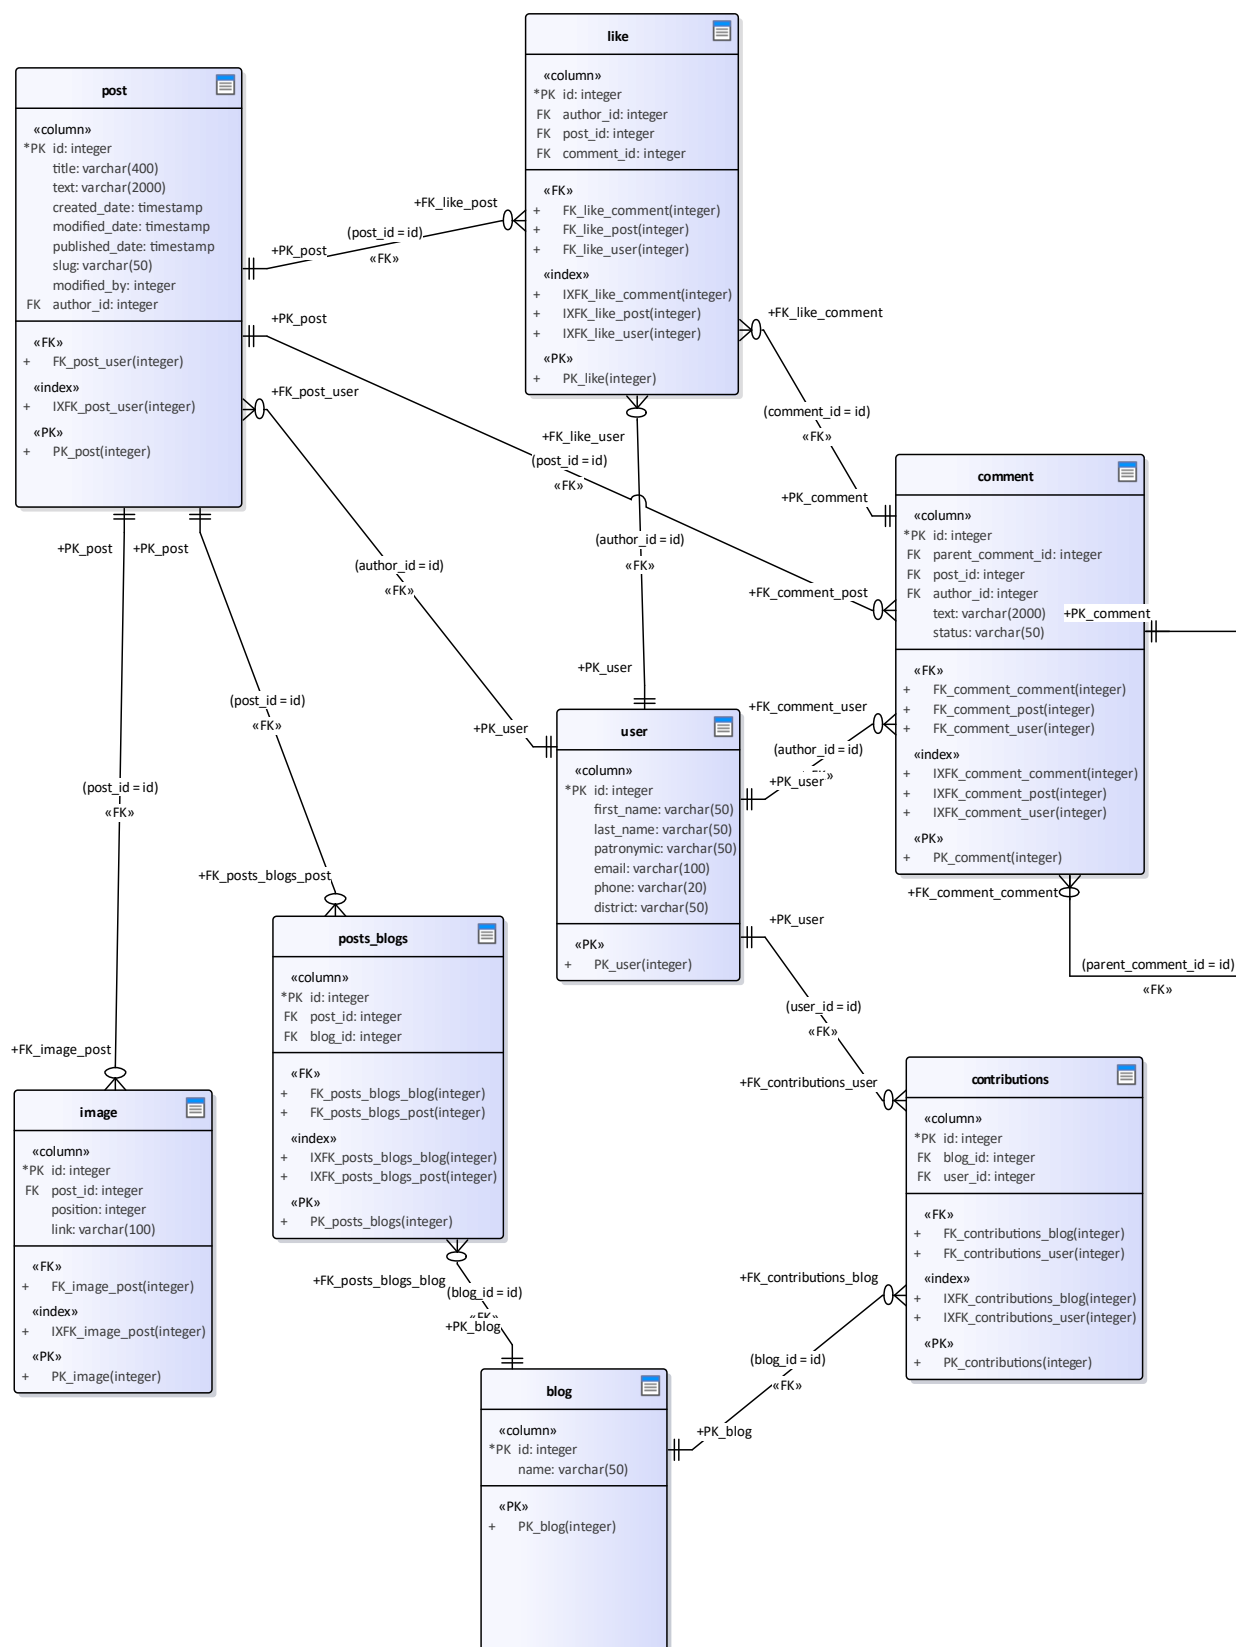 like
«column»
*PK id: integer
FK author_id: integer
FK post_id: integer
FK comment_id: integer
«FK»
+ FK_like_comment(integer)
+ FK_like_post(integer)
+ FK_like_user(integer)
«index»
+ IXFK_like_comment(integer)
+ IXFK_like_post(integer)
+ IXFK_like_user(integer)
«PK»
+ PK_like(integer)
post
«column»
*PK id: integer
title: varchar(400)
text: varchar(2000)
created_date: timestamp
modified_date: timestamp
published_date: timestamp
slug: varchar(50)
modified_by: integer
FK author_id: integer
«FK»
+ FK_post_user(integer)
«index»
+ IXFK_post_user(integer)
«PK»
+ PK_post(integer)
+FK_like_post
(post_id = id)
+PK_post
«FK»
+PK_post
+FK_post_user
+FK_like_comment
(comment_id = id)
«FK»
+PK_comment
+FK_like_user
(post_id = id)
«FK»
(author_id = id)
«FK»
+PK_user
(author_id = id)
«FK»
+PK_user
+FK_comment_post
comment
«column»
*PK id: integer
FK parent_comment_id: integer
FK post_id: integer
FK author_id: integer
text: varchar(2000)
status: varchar(50)
+PK_comment
«FK»
+ FK_comment_comment(integer)
+ FK_comment_post(integer)
+ FK_comment_user(integer)
«index»
+ IXFK_comment_comment(integer)
+ IXFK_comment_post(integer)
+ IXFK_comment_user(integer)
«PK»
+ PK_comment(integer)
+FK_comment_comment
(parent_comment_id = id)
«FK»
+PK_post
+PK_post
(post_id = id)
«FK»
(post_id = id)
«FK»
+FK_posts_blogs_post
+FK_image_post
user
«column»
*PK id: integer
first_name: varchar(50)
last_name: varchar(50)
patronymic: varchar(50)
email: varchar(100)
phone: varchar(20)
district: varchar(50)
«PK»
+ PK_user(integer)
+FK_comment_user
(author_id = id)
+PK_user
+PK_user
(user_id = id)
«FK»
+FK_contributions_user
posts_blogs
«column»
*PK id: integer
FK post_id: integer
FK blog_id: integer
«FK»
+ FK_posts_blogs_blog(integer)
+ FK_posts_blogs_post(integer)
«index»
+ IXFK_posts_blogs_blog(integer)
+ IXFK_posts_blogs_post(integer)
«PK»
+ PK_posts_blogs(integer)
contributions
«column»
*PK id: integer
FK blog_id: integer
FK user_id: integer
«FK»
+ FK_contributions_blog(integer)
+ FK_contributions_user(integer)
«index»
+ IXFK_contributions_blog(integer)
+ IXFK_contributions_user(integer)
«PK»
+ PK_contributions(integer)
image
«column»
*PK id: integer
FK post_id: integer
position: integer
link: varchar(100)
«FK»
+ FK_image_post(integer)
«index»
+ IXFK_image_post(integer)
«PK»
+ PK_image(integer)
+FK_posts_blogs_blog
(blog_id = id)
+PK_blog
+FK_contributions_blog
(blog_id = id)
«FK»
+PK_blog
blog
«column»
*PK id: integer
name: varchar(50)
«PK»
+ PK_blog(integer)